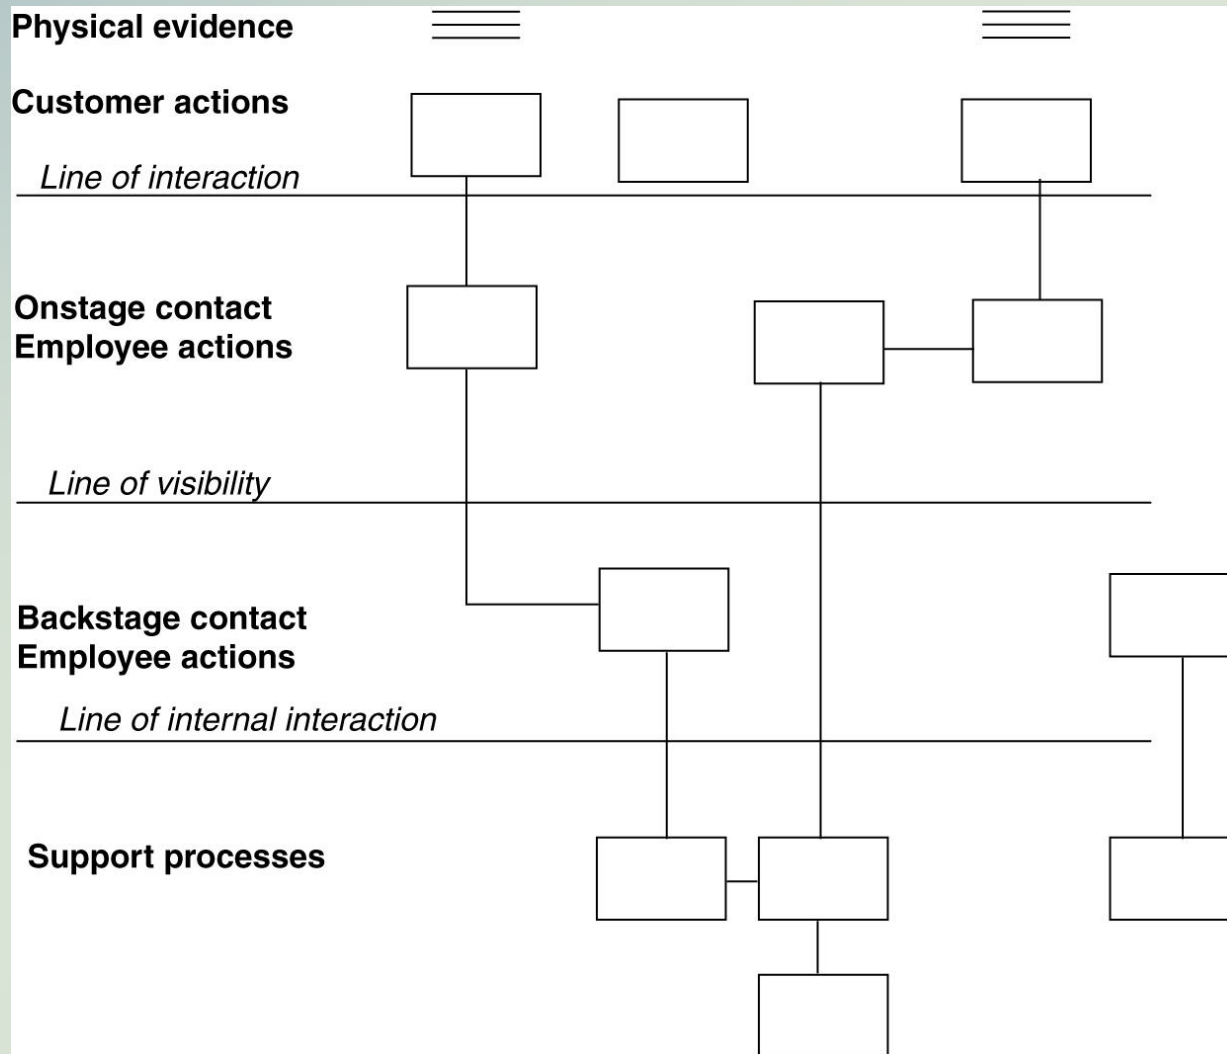 Physical evidence
Customer actions
Line of interaction
Onstage contact
Employee actions
Line of visibility
Backstage contact
Employee actions
Line of internal interaction
Support processes